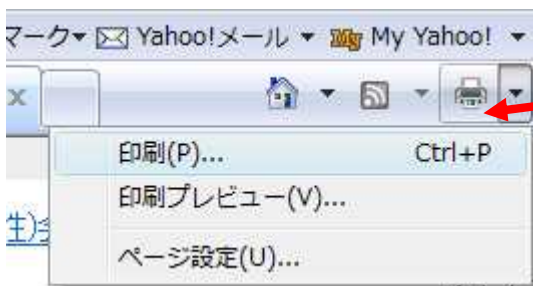 マーク Yahoo!メール My Yahoo!
印刷(P)... Ctrl+P
印刷プレビュー(V)...
生)
ページ設定(U)...